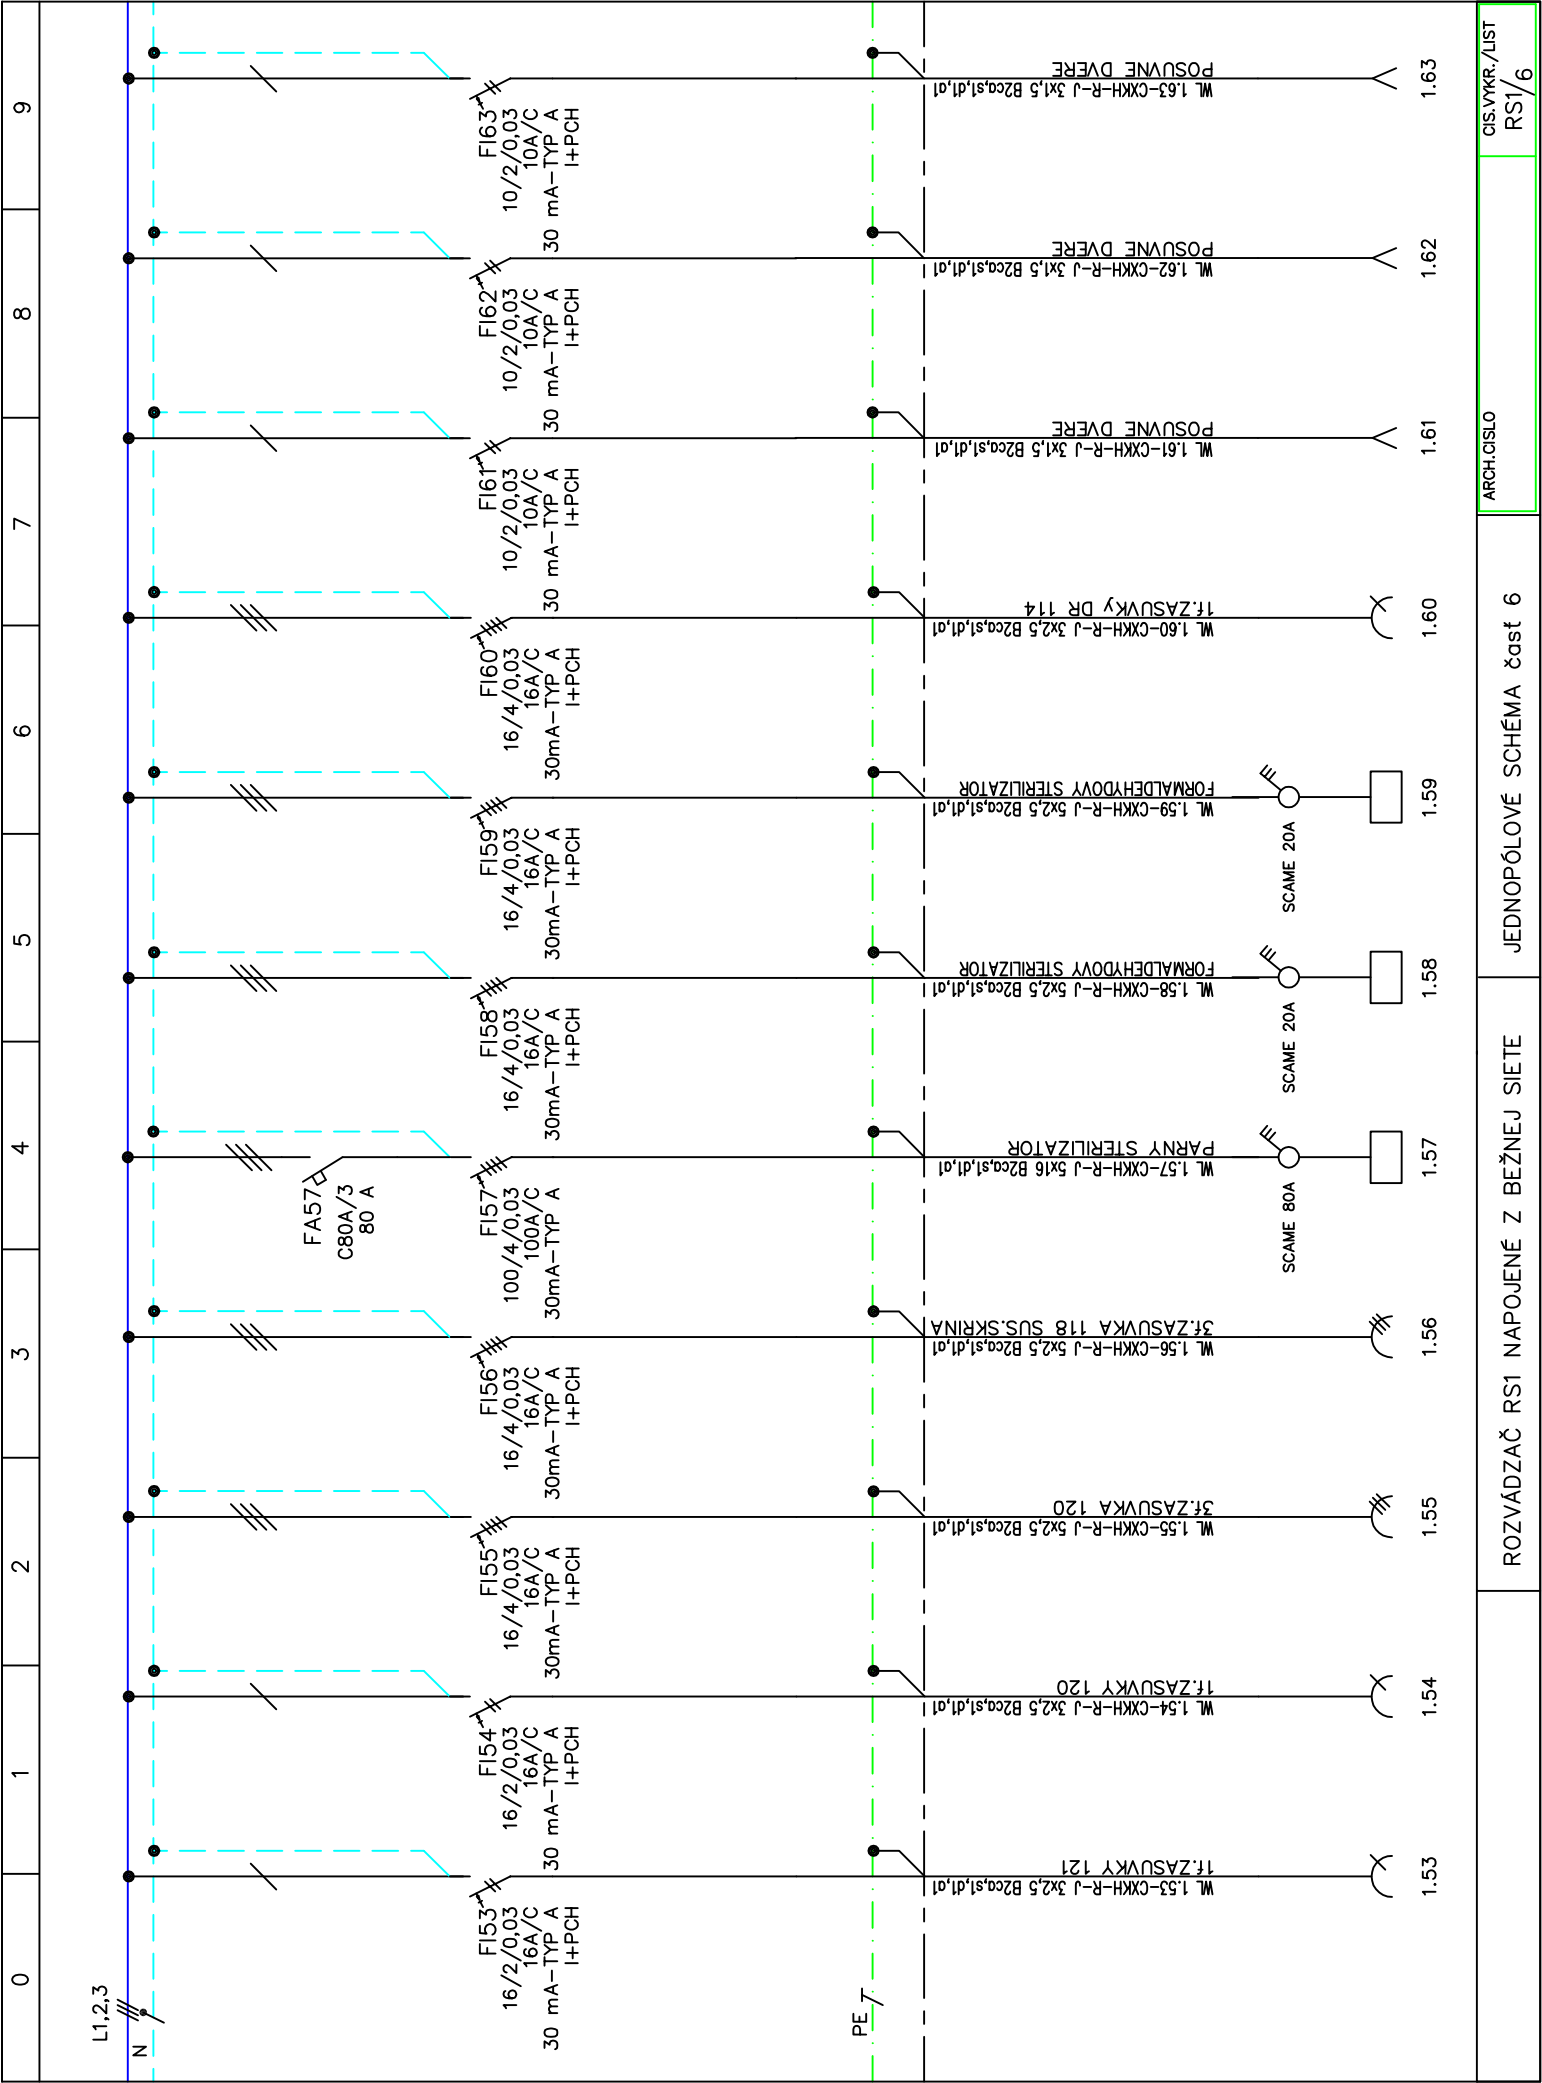 0 1 2 3 4 5 6 7 8 9
L1,2,3
N
FA57
C80A/3
80 A
FI53
16/2/0,03
16A/C
30 mA-TYP A
I+PCH
FI54
16/2/0,03
16A/C
30 mA-TYP A
I+PCH
FI55
16/4/0,03
16A/C
30mA-TYP A
I+PCH
FI56
16/4/0,03
16A/C
30mA-TYP A
I+PCH
FI57
100/4/0,03
100A/C
30mA-TYP A
FI58
16/4/0,03
16A/C
30mA-TYP A
I+PCH
FI59
16/4/0,03
16A/C
30mA-TYP A
I+PCH
FI60
16/4/0,03
16A/C
30mA-TYP A
I+PCH
FI61
10/2/0,03
10A/C
30 mA-TYP A
I+PCH
FI62
10/2/0,03
10A/C
30 mA-TYP A
I+PCH
FI63
10/2/0,03
10A/C
30 mA-TYP A
I+PCH
PE
WL 1.53-CXKH-R-J 3x2,5 B2ca,s1,d1,a1
1f.ZASUVKY 121
WL 1.54-CXKH-R-J 3x2,5 B2ca,s1,d1,a1
1f.ZASUVKY 120
WL 1.55-CXKH-R-J 5x2,5 B2ca,s1,d1,a1
3f.ZASUVKA 120
WL 1.56-CXKH-R-J 5x2,5 B2ca,s1,d1,a1
3f.ZASUVKA 118 SUS.SKRINA
WL 1.57-CXKH-R-J 5x16 B2ca,s1,d1,a1
PARNY STERILIZATOR
WL 1.58-CXKH-R-J 5x2,5 B2ca,s1,d1,a1
FORMALDEHYDOVY STERILIZATOR
WL 1.59-CXKH-R-J 5x2,5 B2ca,s1,d1,a1
FORMALDEHYDOVY STERILIZATOR
WL 1.60-CXKH-R-J 3x2,5 B2ca,s1,d1,a1
1f.ZASUVKy DR 114
WL 1.61-CXKH-R-J 3x1,5 B2ca,s1,d1,a1
POSUVNE DVERE
WL 1.62-CXKH-R-J 3x1,5 B2ca,s1,d1,a1
POSUVNE DVERE
WL 1.63-CXKH-R-J 3x1,5 B2ca,s1,d1,a1
POSUVNE DVERE
SCAME 80A
SCAME 20A
SCAME 20A
1.53 1.54 1.55 1.56 1.57 1.58 1.59 1.60 1.61 1.62 1.63
ROZVÁDZAČ RS1 NAPOJENÉ Z BEŽNEJ SIETE
JEDNOPÓLOVÉ SCHÉMA časť 6
ARCH.CISLO
CIS.VYKR./LIST
RS1/6